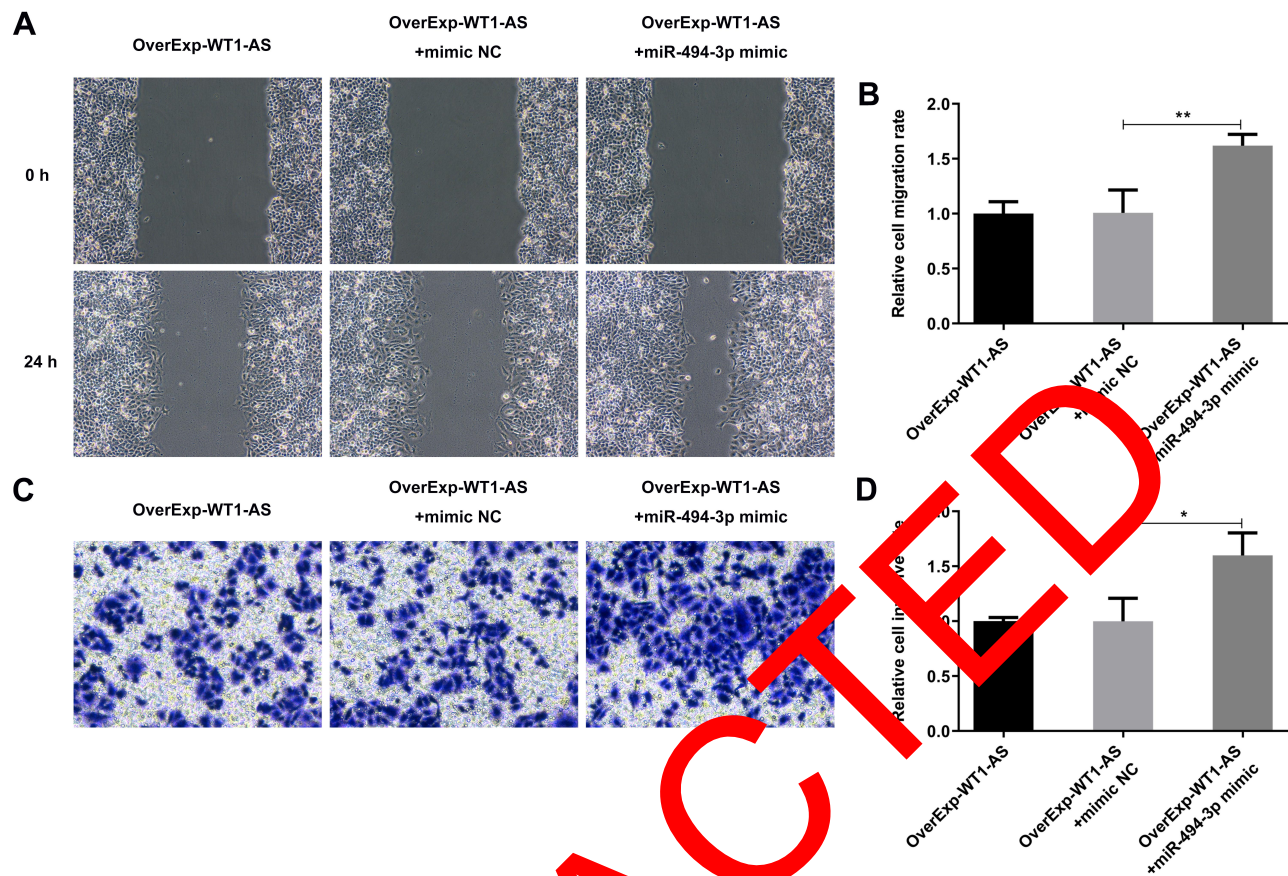 A
OverExp-WT1-AS
OverExp-WT1-AS
+mimic NC
OverExp-WT1-AS
+miR-494-3p mimic
0 h
24 h
B
Relative cell migration rate
2.0
1.5
1.0
0.5
0.0
**
OverExp-WT1-AS
OverExp-WT1-AS
+mimic NC
OverExp-WT1-AS
miR-494-3p mimic
C
OverExp-WT1-AS
OverExp-WT1-AS
+mimic NC
OverExp-WT1-AS
+miR-494-3p mimic
D
Relative cell
1.5
0.5
0.0
*
OverExp-WT1-AS
OverExp-WT1-AS
+mimic NC
OverExp-WT1-AS
+miR-494-3p mimic
ACTED